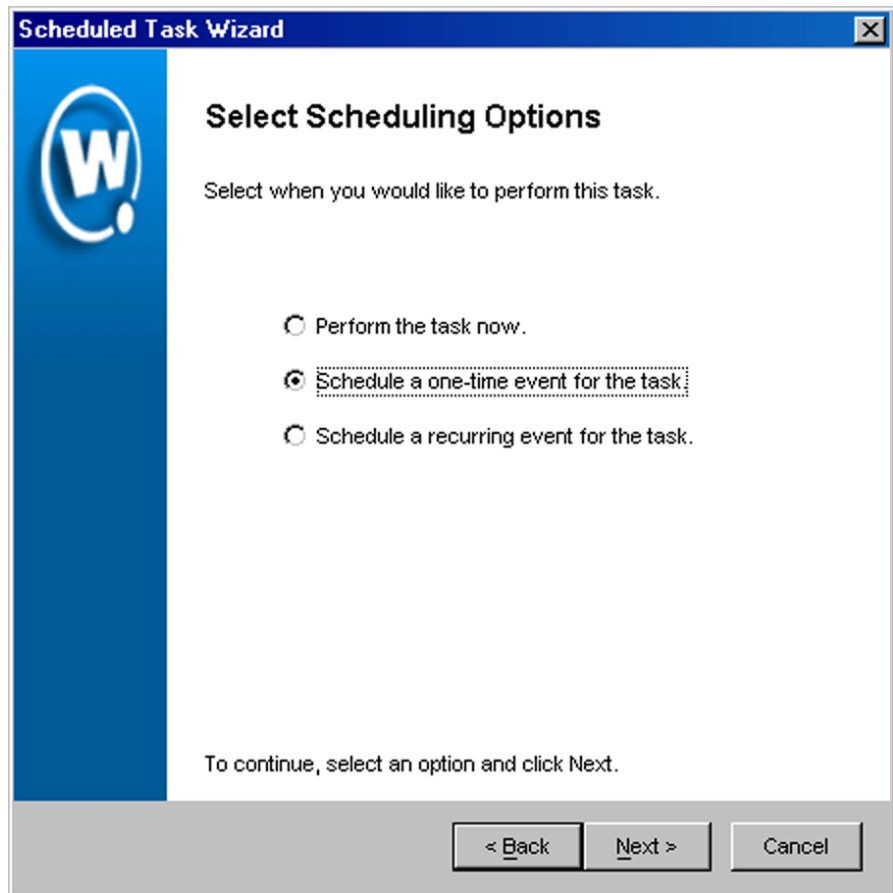 Scheduled Task Wizard
W
Select Scheduling Options
Select when you would like to perform this task.
Perform the task now.
Schedule a one-time event for the task.
Schedule a recurring event for the task.
To continue, select an option and click Next.
< Back
Next >
Cancel